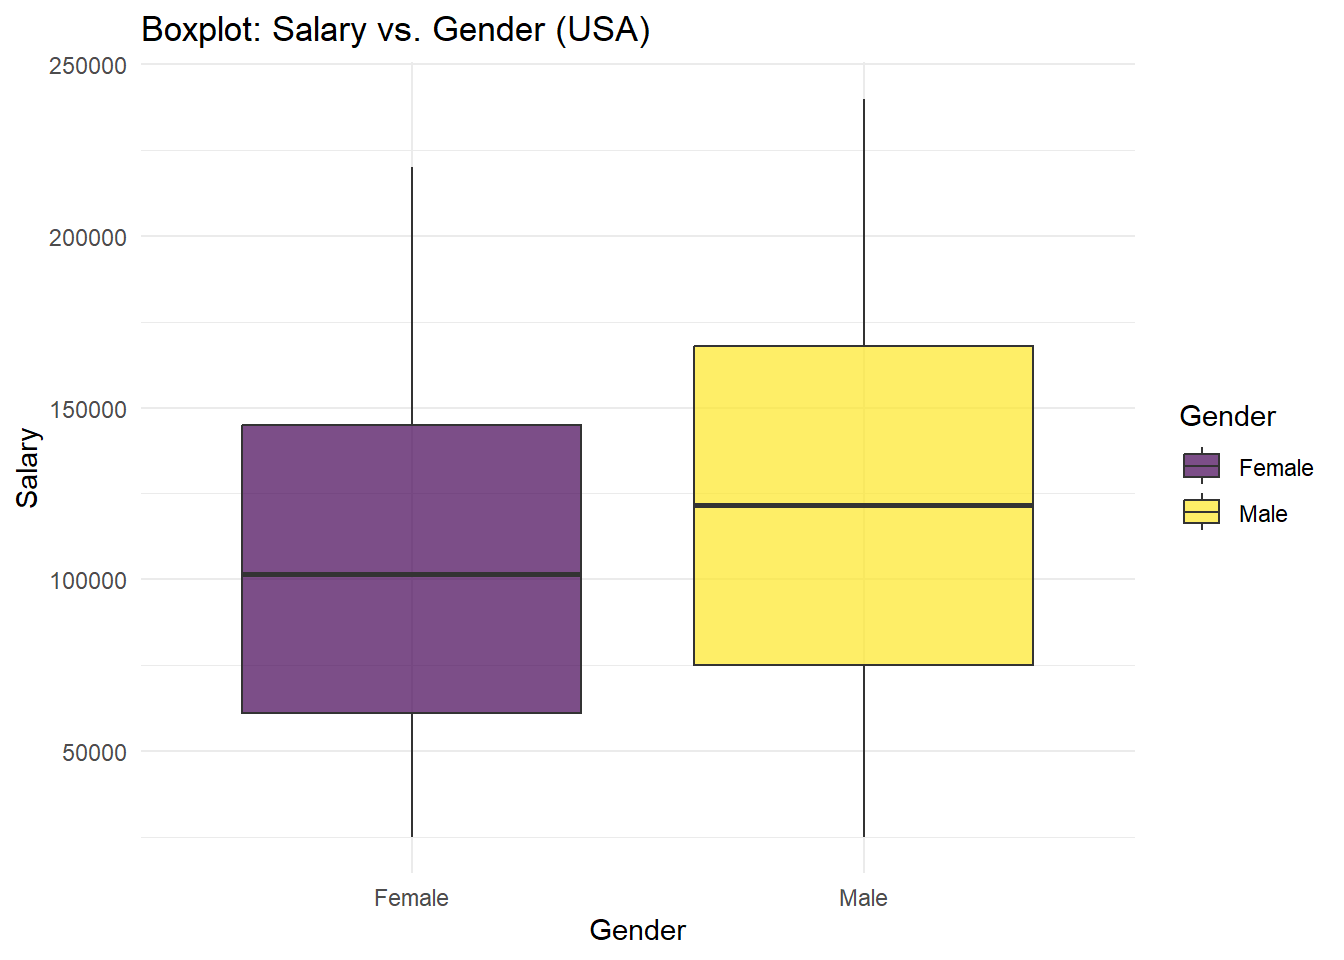 Boxplot: Salary vs. Gender (USA)
250000
200000
150000
100000
50000
Salary
Female
Male
Gender
Gender
Female
Male